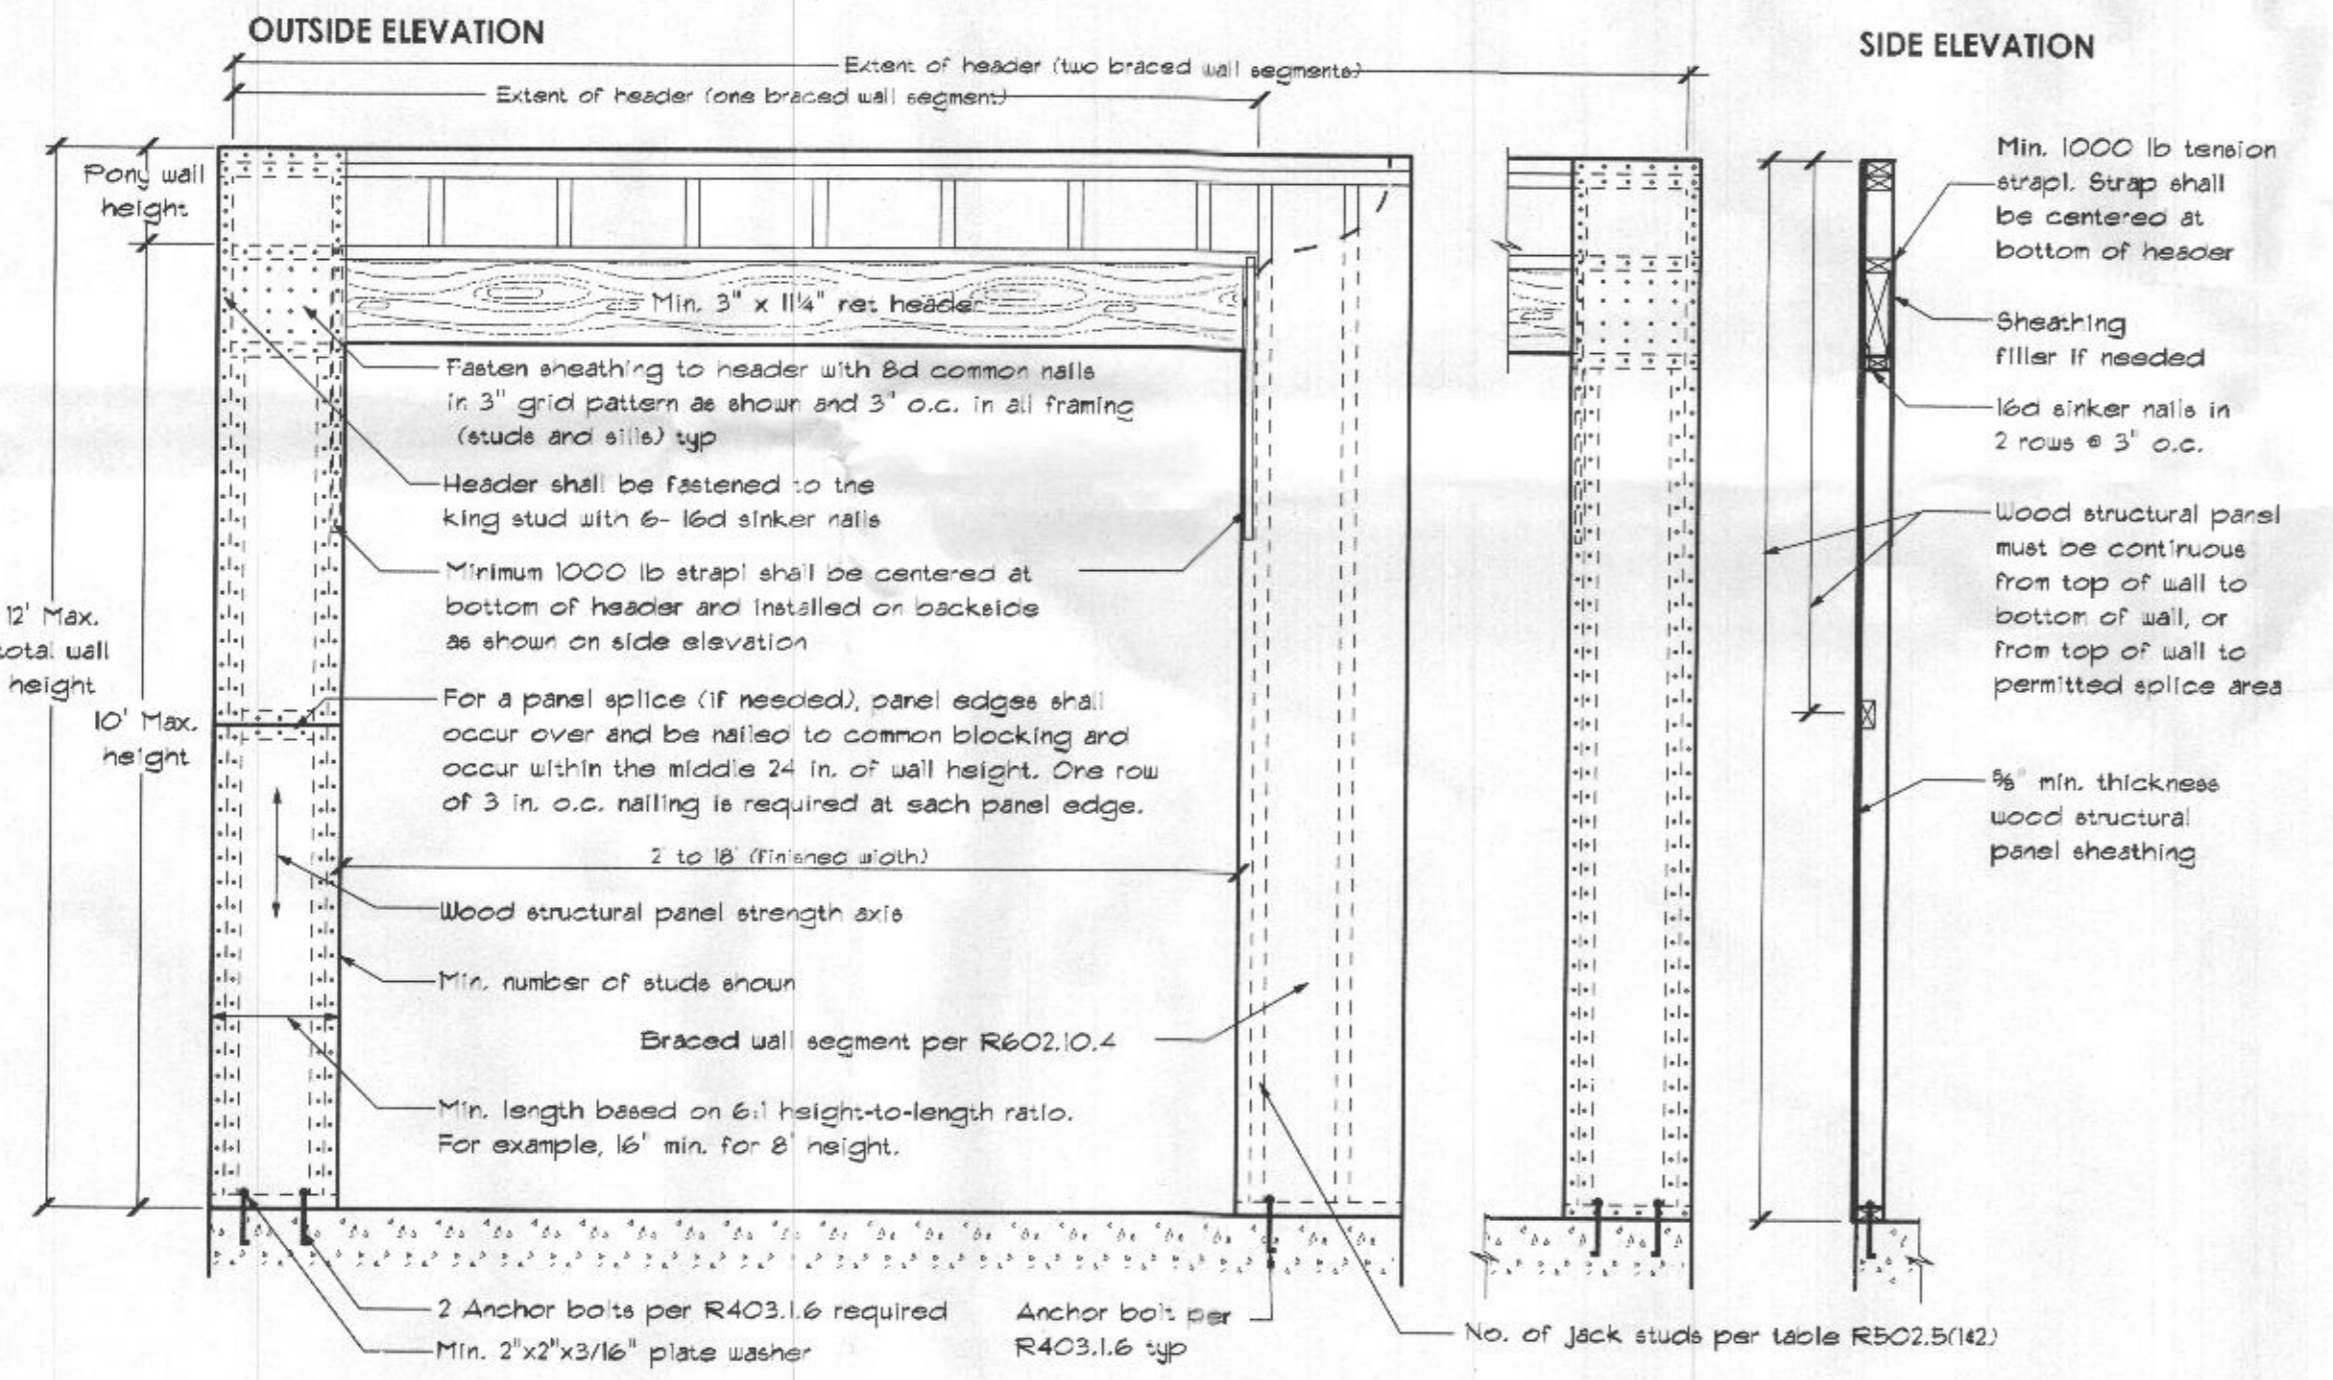 OUTSIDE ELEVATION
SIDE ELEVATION
Extent of header (two braced wall segments)
Extent of header (one braced wall segment)
Pony wall
height
12' Max.
total wall
height
10' Max.
height
Min. 3" x 11¼" net header
Fasten sheathing to header with 8d common nails
in 3" grid pattern as shown and 3" o.c. in all framing
(studs and sills) typ
Header shall be fastened to the
king stud with 6- 16d sinker nails
Minimum 1000 lb strap1 shall be centered at
bottom of header and installed on backside
as shown on side elevation
For a panel splice (if needed), panel edges shall
occur over and be nailed to common blocking and
occur within the middle 24 in. of wall height. One row
of 3 in. o.c. nailing is required at each panel edge.
2' to 18' (finished width)
Wood structural panel strength axis
Min. number of studs shown
Braced wall segment per R602.10.4
Min. length based on 6:1 height-to-length ratio.
For example, 16' min. for 8' height.
2 Anchor bolts per R403.1.6 required
Min. 2"x2"x3/16" plate washer
Anchor bolt per
R403.1.6 typ
No. of jack studs per table R502.5(1&2)
Min. 1000 lb tension
strap1. Strap shall
be centered at
bottom of header
Sheathing
filler if needed
16d sinker nails in
2 rows @ 3" o.c.
Wood structural panel
must be continuous
from top of wall to
bottom of wall, or
from top of wall to
permitted splice area
min. thickness
wood structural
panel sheathing